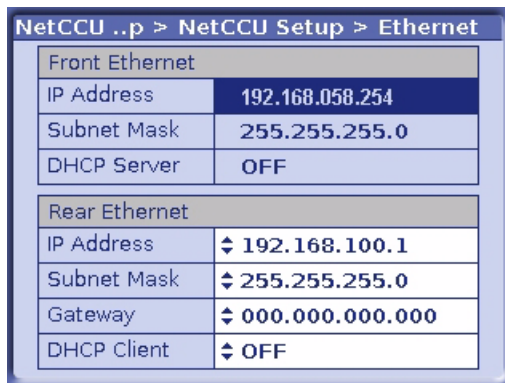 NetCCU ..p > NetCCU Setup > Ethernet
Front Ethernet
IP Address 192.168.058.254
Subnet Mask 255.255.255.0
DHCP Server OFF
Rear Ethernet
IP Address 192.168.100.1
Subnet Mask 255.255.255.0
Gateway 000.000.000.000
DHCP Client OFF